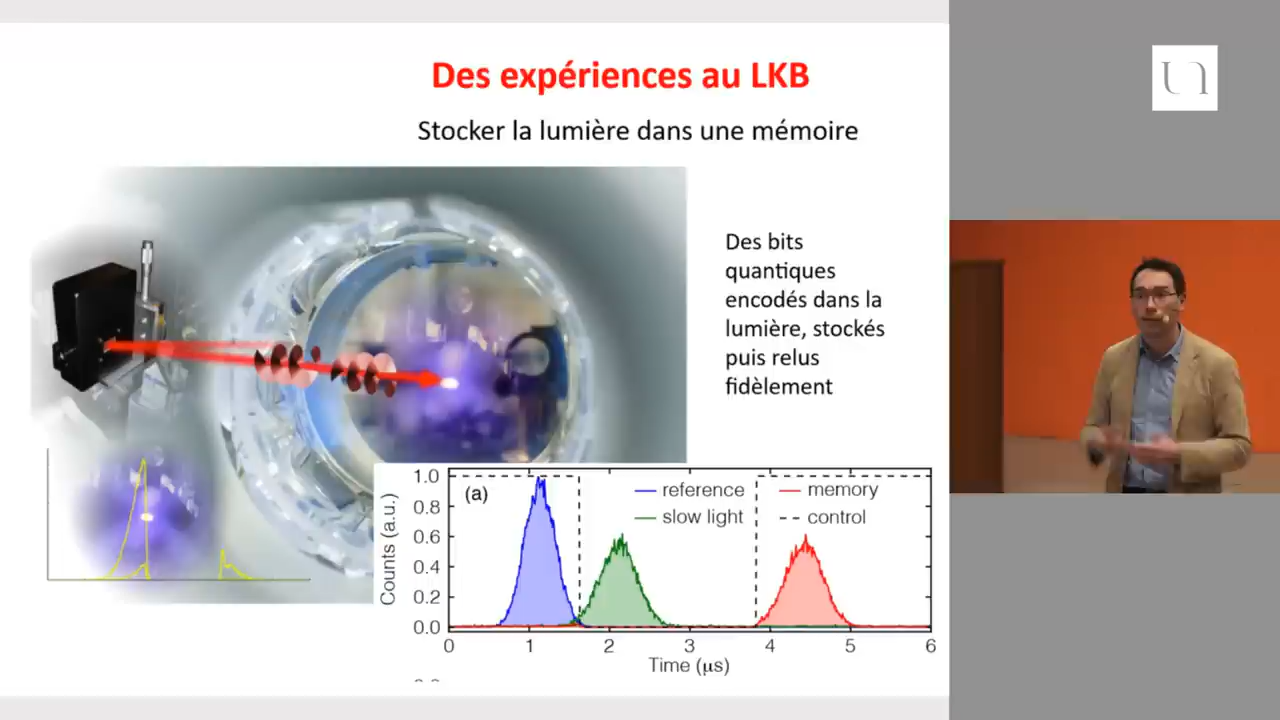 Des expériences au LKB
Stocker la lumière dans une mémoire
Des bits
quantiques
encodés dans la
lumière, stockés
puis relus
fidèlement
(a)
reference
memory
slow light
control
Counts (a.u.)
1.0
0.8
0.6
0.4
0.2
0.0
0 1 2 3 4 5 6
Time (μs)